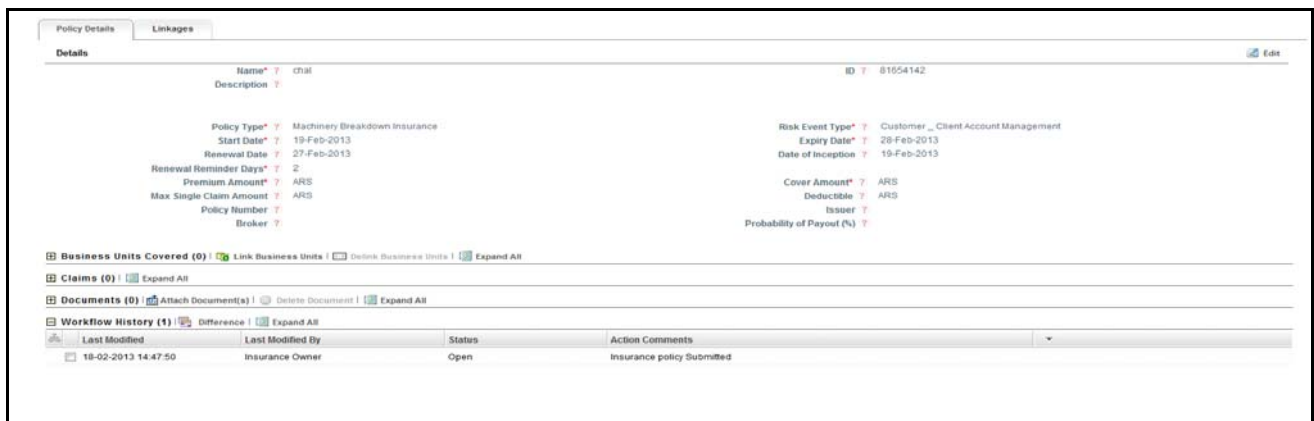 Policy Details Linkages
Details Edit
Name* ? chal ID ? 81654142
Description ?
Policy Type* ? Machinery Breakdown Insurance Risk Event Type* ? Customer _ Client Account Management
Start Date* ? 19-Feb-2013 Expiry Date* ? 28-Feb-2013
Renewal Date ? 27-Feb-2013 Date of Inception ? 19-Feb-2013
Renewal Reminder Days* ? 2
Premium Amount* ? ARS Cover Amount* ? ARS
Max Single Claim Amount ? ARS Deductible ? ARS
Policy Number ? Issuer ?
Broker ? Probability of Payout (%) ?
Business Units Covered (0) | Link Business Units | Delink Business Units | Expand All
Claims (0) | Expand All
Documents (0) | Attach Document(s) | Delete Document | Expand All
Workflow History (1) | Difference | Expand All
Last Modified Last Modified By Status Action Comments
18-02-2013 14:47:50 Insurance Owner Open Insurance policy Submitted